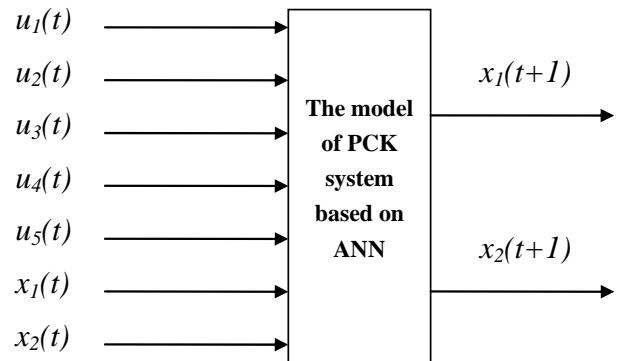 u1(t)
u2(t)
u3(t)
u4(t)
u5(t)
x1(t)
x2(t)
The model
of PCK
system
based on
ANN
x1(t+1)
x2(t+1)